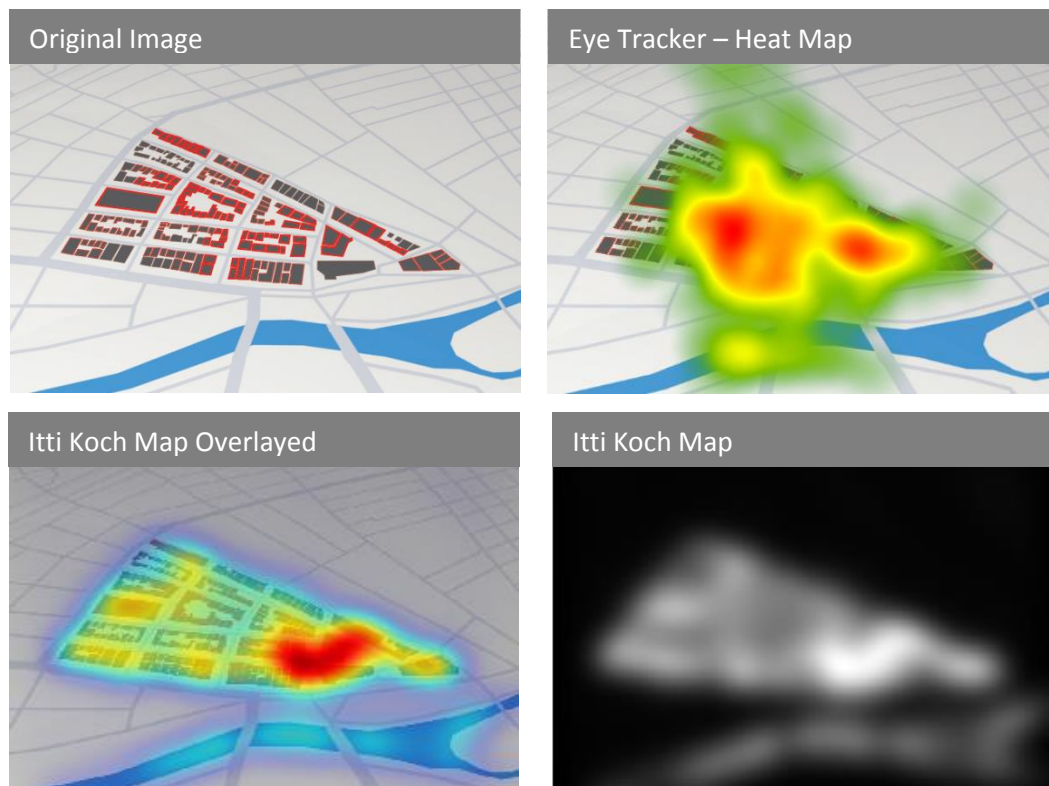 Original Image
Eye Tracker – Heat Map
Itti Koch Map Overlayed
Itti Koch Map